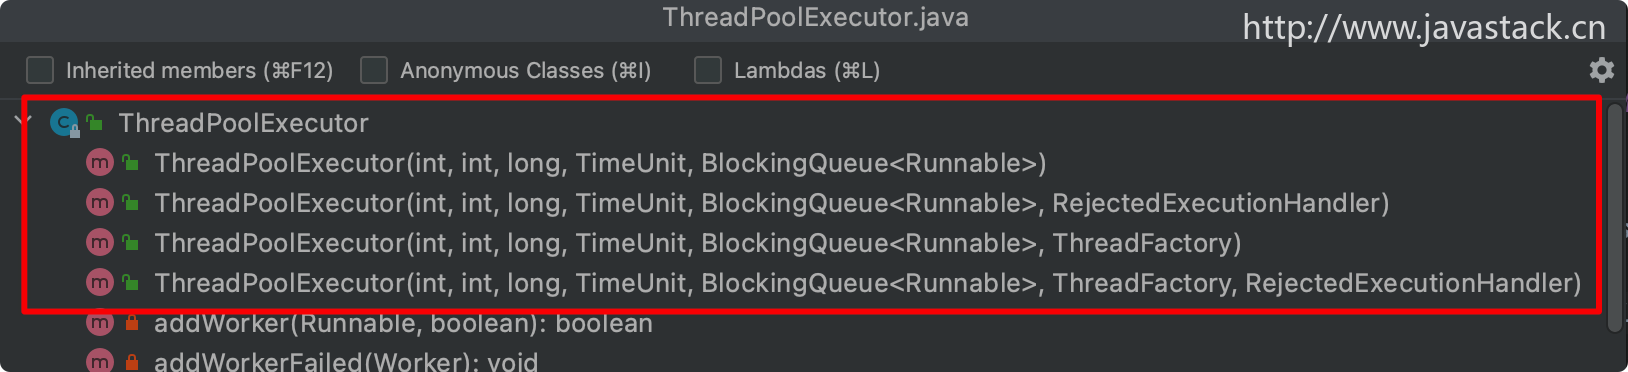 ThreadPoolExecutor.java
http://www.javastack.cn
Inherited members (⌘F12) Anonymous Classes (⌘I) Lambdas (⌘L)
ThreadPoolExecutor
ThreadPoolExecutor(int, int, long, TimeUnit, BlockingQueue<Runnable>)
ThreadPoolExecutor(int, int, long, TimeUnit, BlockingQueue<Runnable>, RejectedExecutionHandler)
ThreadPoolExecutor(int, int, long, TimeUnit, BlockingQueue<Runnable>, ThreadFactory)
ThreadPoolExecutor(int, int, long, TimeUnit, BlockingQueue<Runnable>, ThreadFactory, RejectedExecutionHandler)
addWorker(Runnable, boolean): boolean
addWorkerFailed(Worker): void